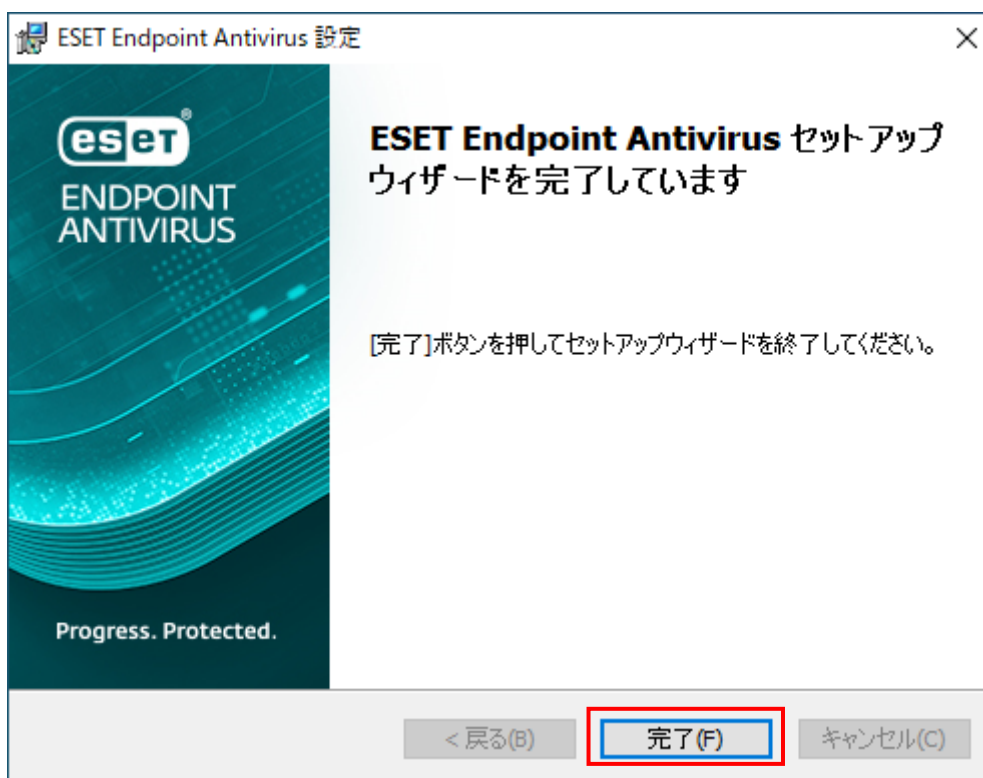 ESET Endpoint Antivirus 設定
eseT®
ENDPOINT
ANTIVIRUS
ESET Endpoint Antivirus セットアップ
ウィザードを完了しています
[完了]ボタンを押してセットアップウィザードを終了してください。
Progress. Protected.
< 戻る(B)
完了(F)
キャンセル(C)